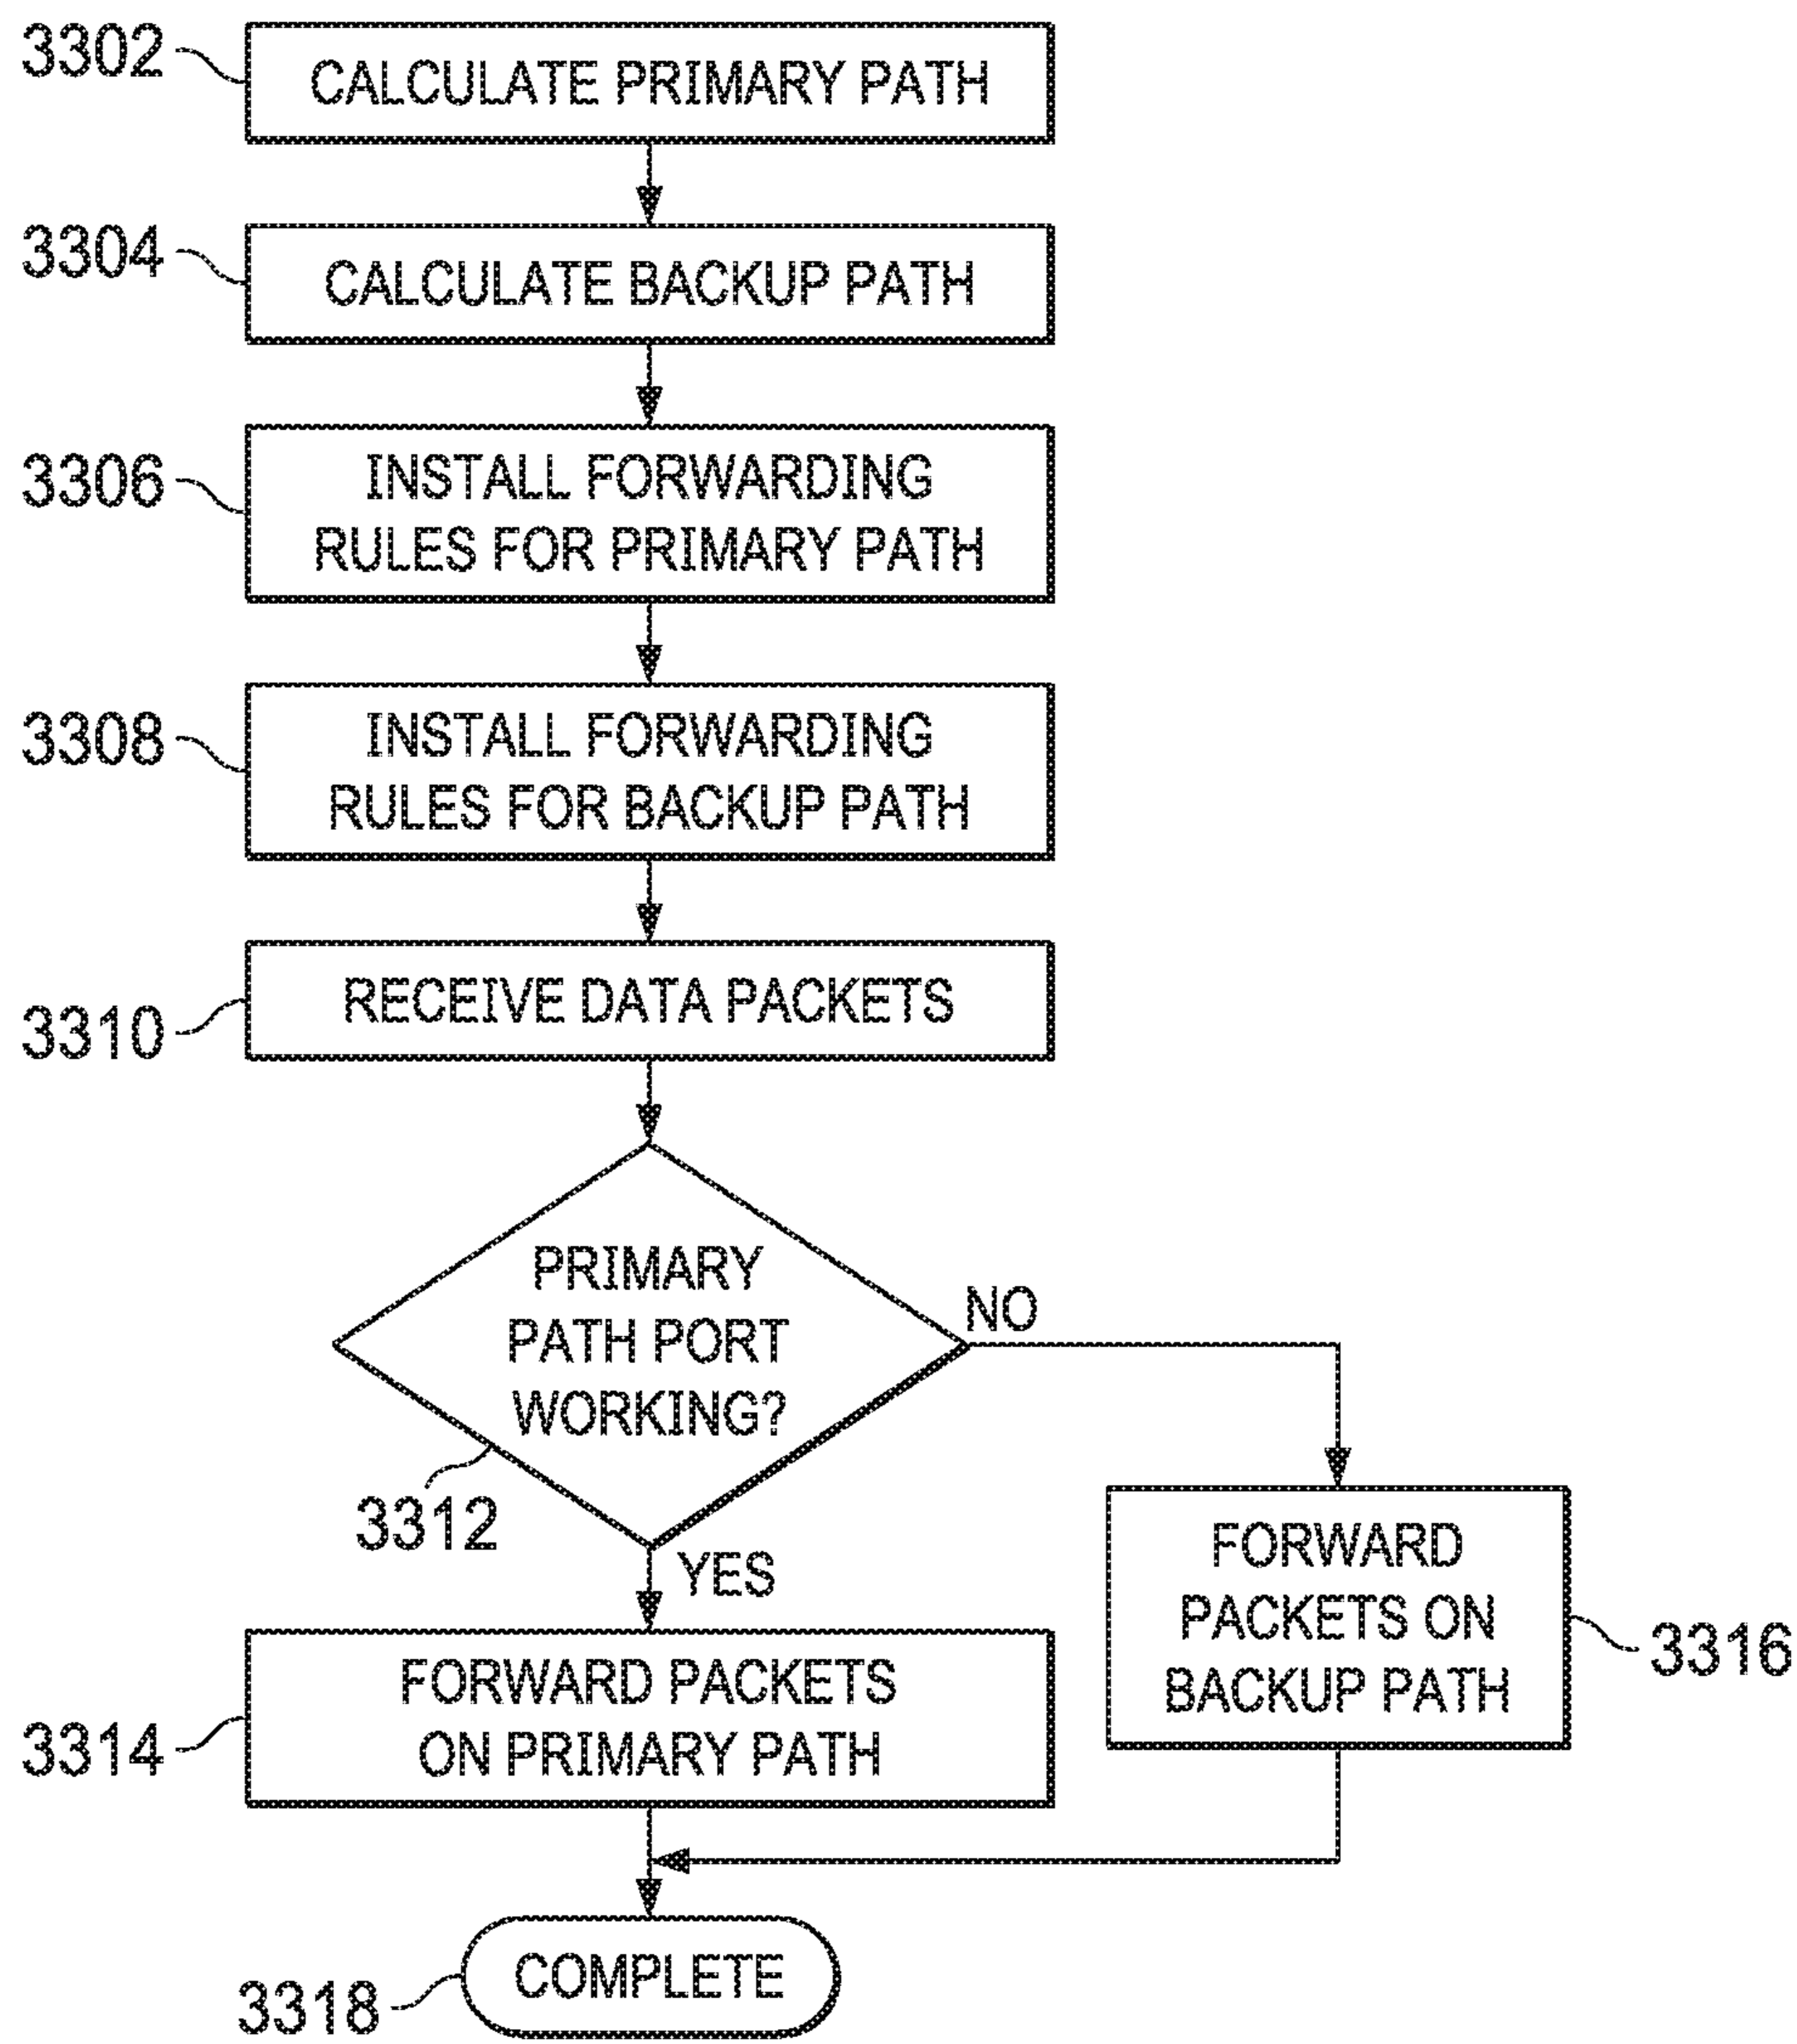 3302
CALCULATE PRIMARY PATH
3304
CALCULATE BACKUP PATH
3306
INSTALL FORWARDING
RULES FOR PRIMARY PATH
3308
INSTALL FORWARDING
RULES FOR BACKUP PATH
3310
RECEIVE DATA PACKETS
PRIMARY
PATH PORT
WORKING?
3312
NO
YES
FORWARD
PACKETS ON
BACKUP PATH
3316
3314
FORWARD PACKETS
ON PRIMARY PATH
3318
COMPLETE